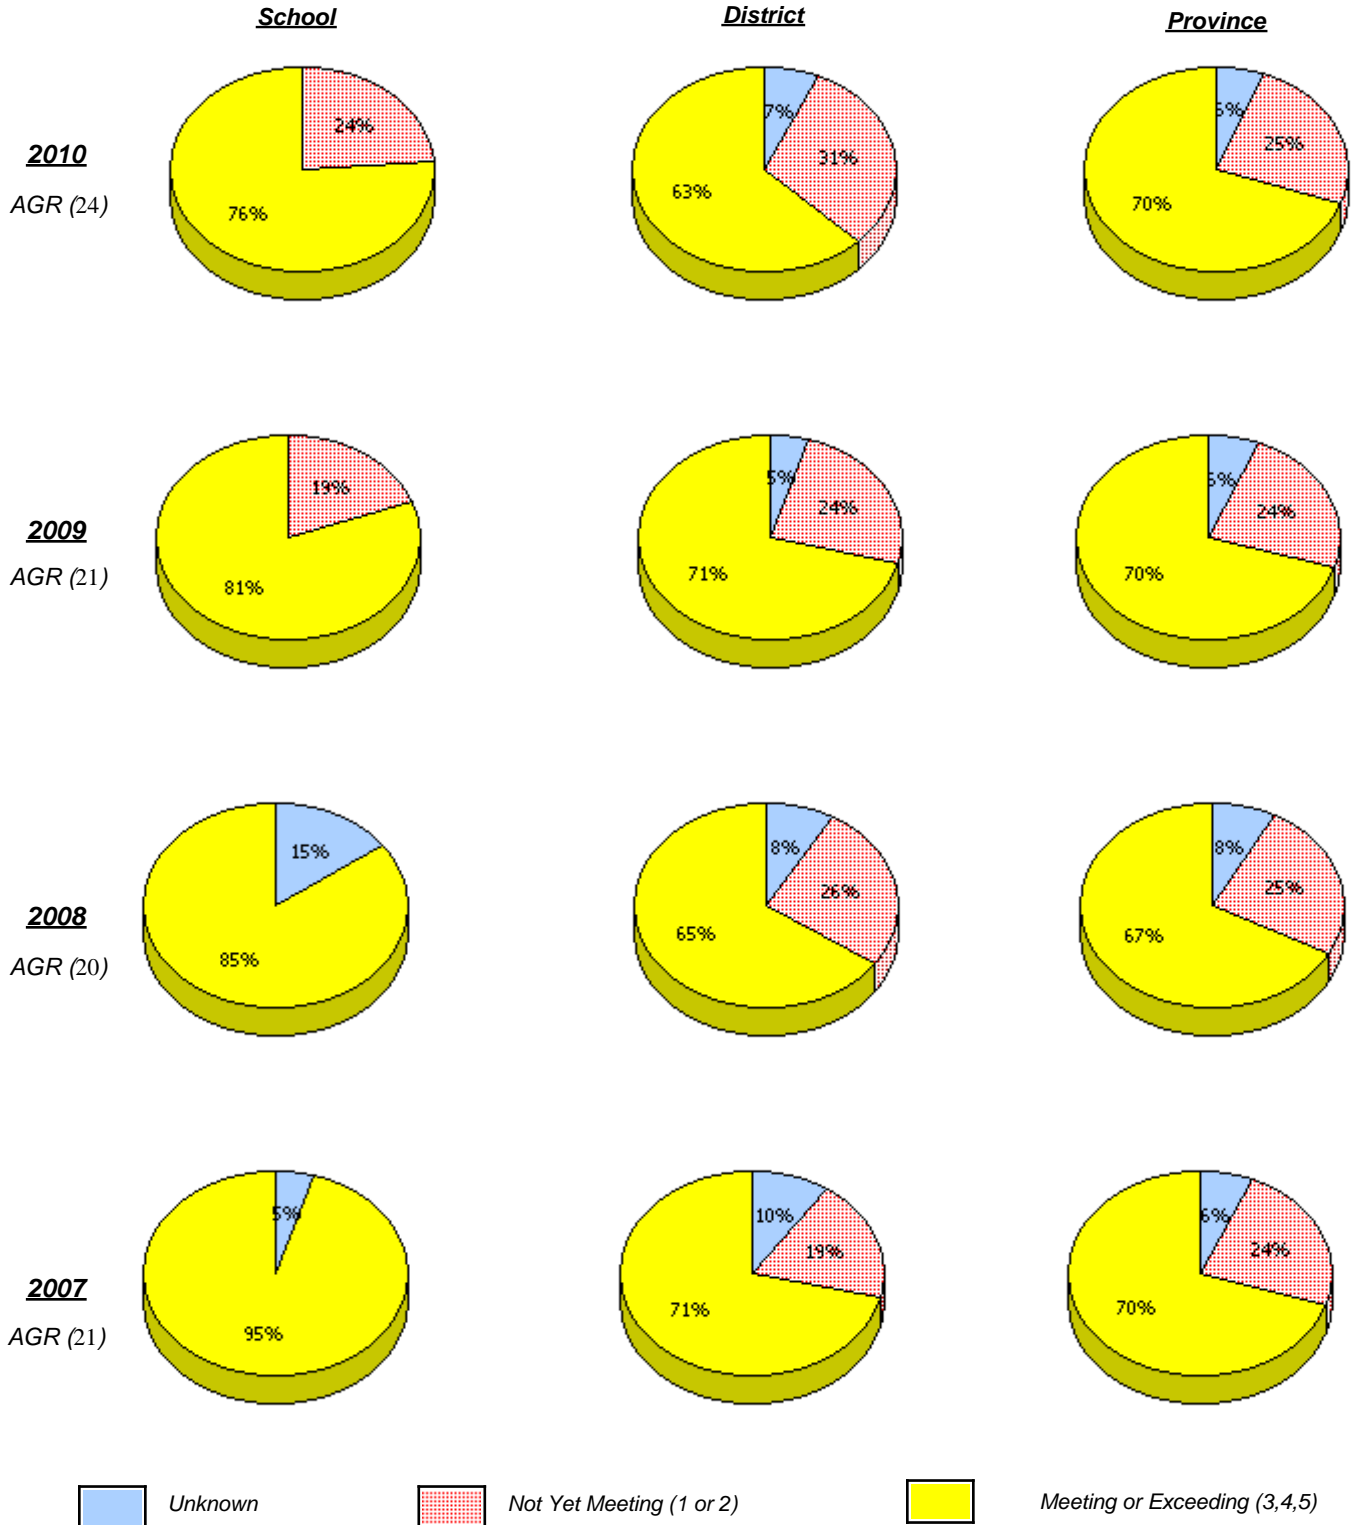 School District Province
24% 7% 31% 25%
2010
AGR (24)
76% 63% 70%
19% 5% 24% 24%
2009
AGR (21)
81% 71% 70%
15% 8% 26% 8% 25%
2008
AGR (20)
85% 65% 67%
5% 10% 19% 6% 24%
2007
AGR (21)
95% 71% 70%
Unknown Not Yet Meeting (1 or 2) Meeting or Exceeding (3,4,5)